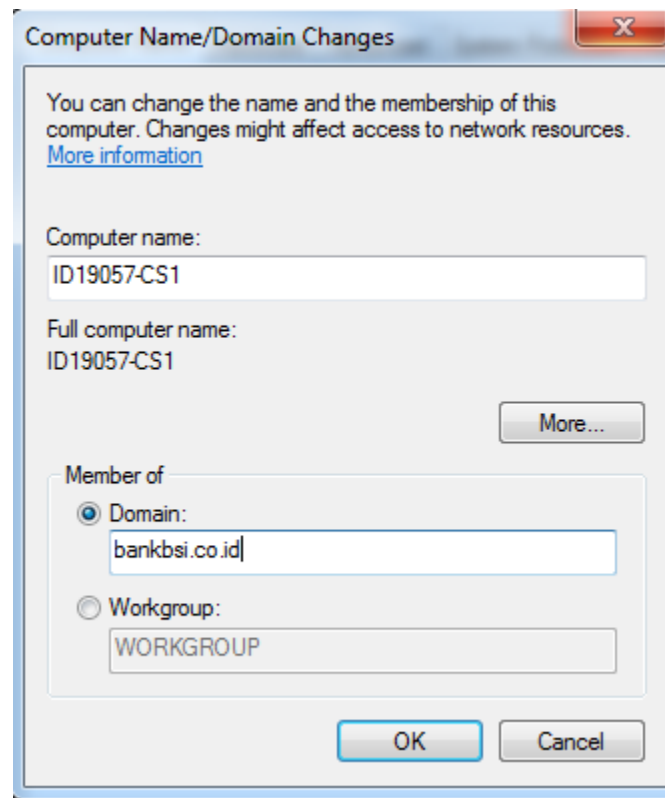 Computer Name/Domain Changes
You can change the name and the membership of this
computer. Changes might affect access to network resources.
More information
Computer name:
ID19057-CS1
Full computer name:
ID19057-CS1
More...
Member of
Domain:
bankbsi.co.id
Workgroup:
WORKGROUP
OK
Cancel